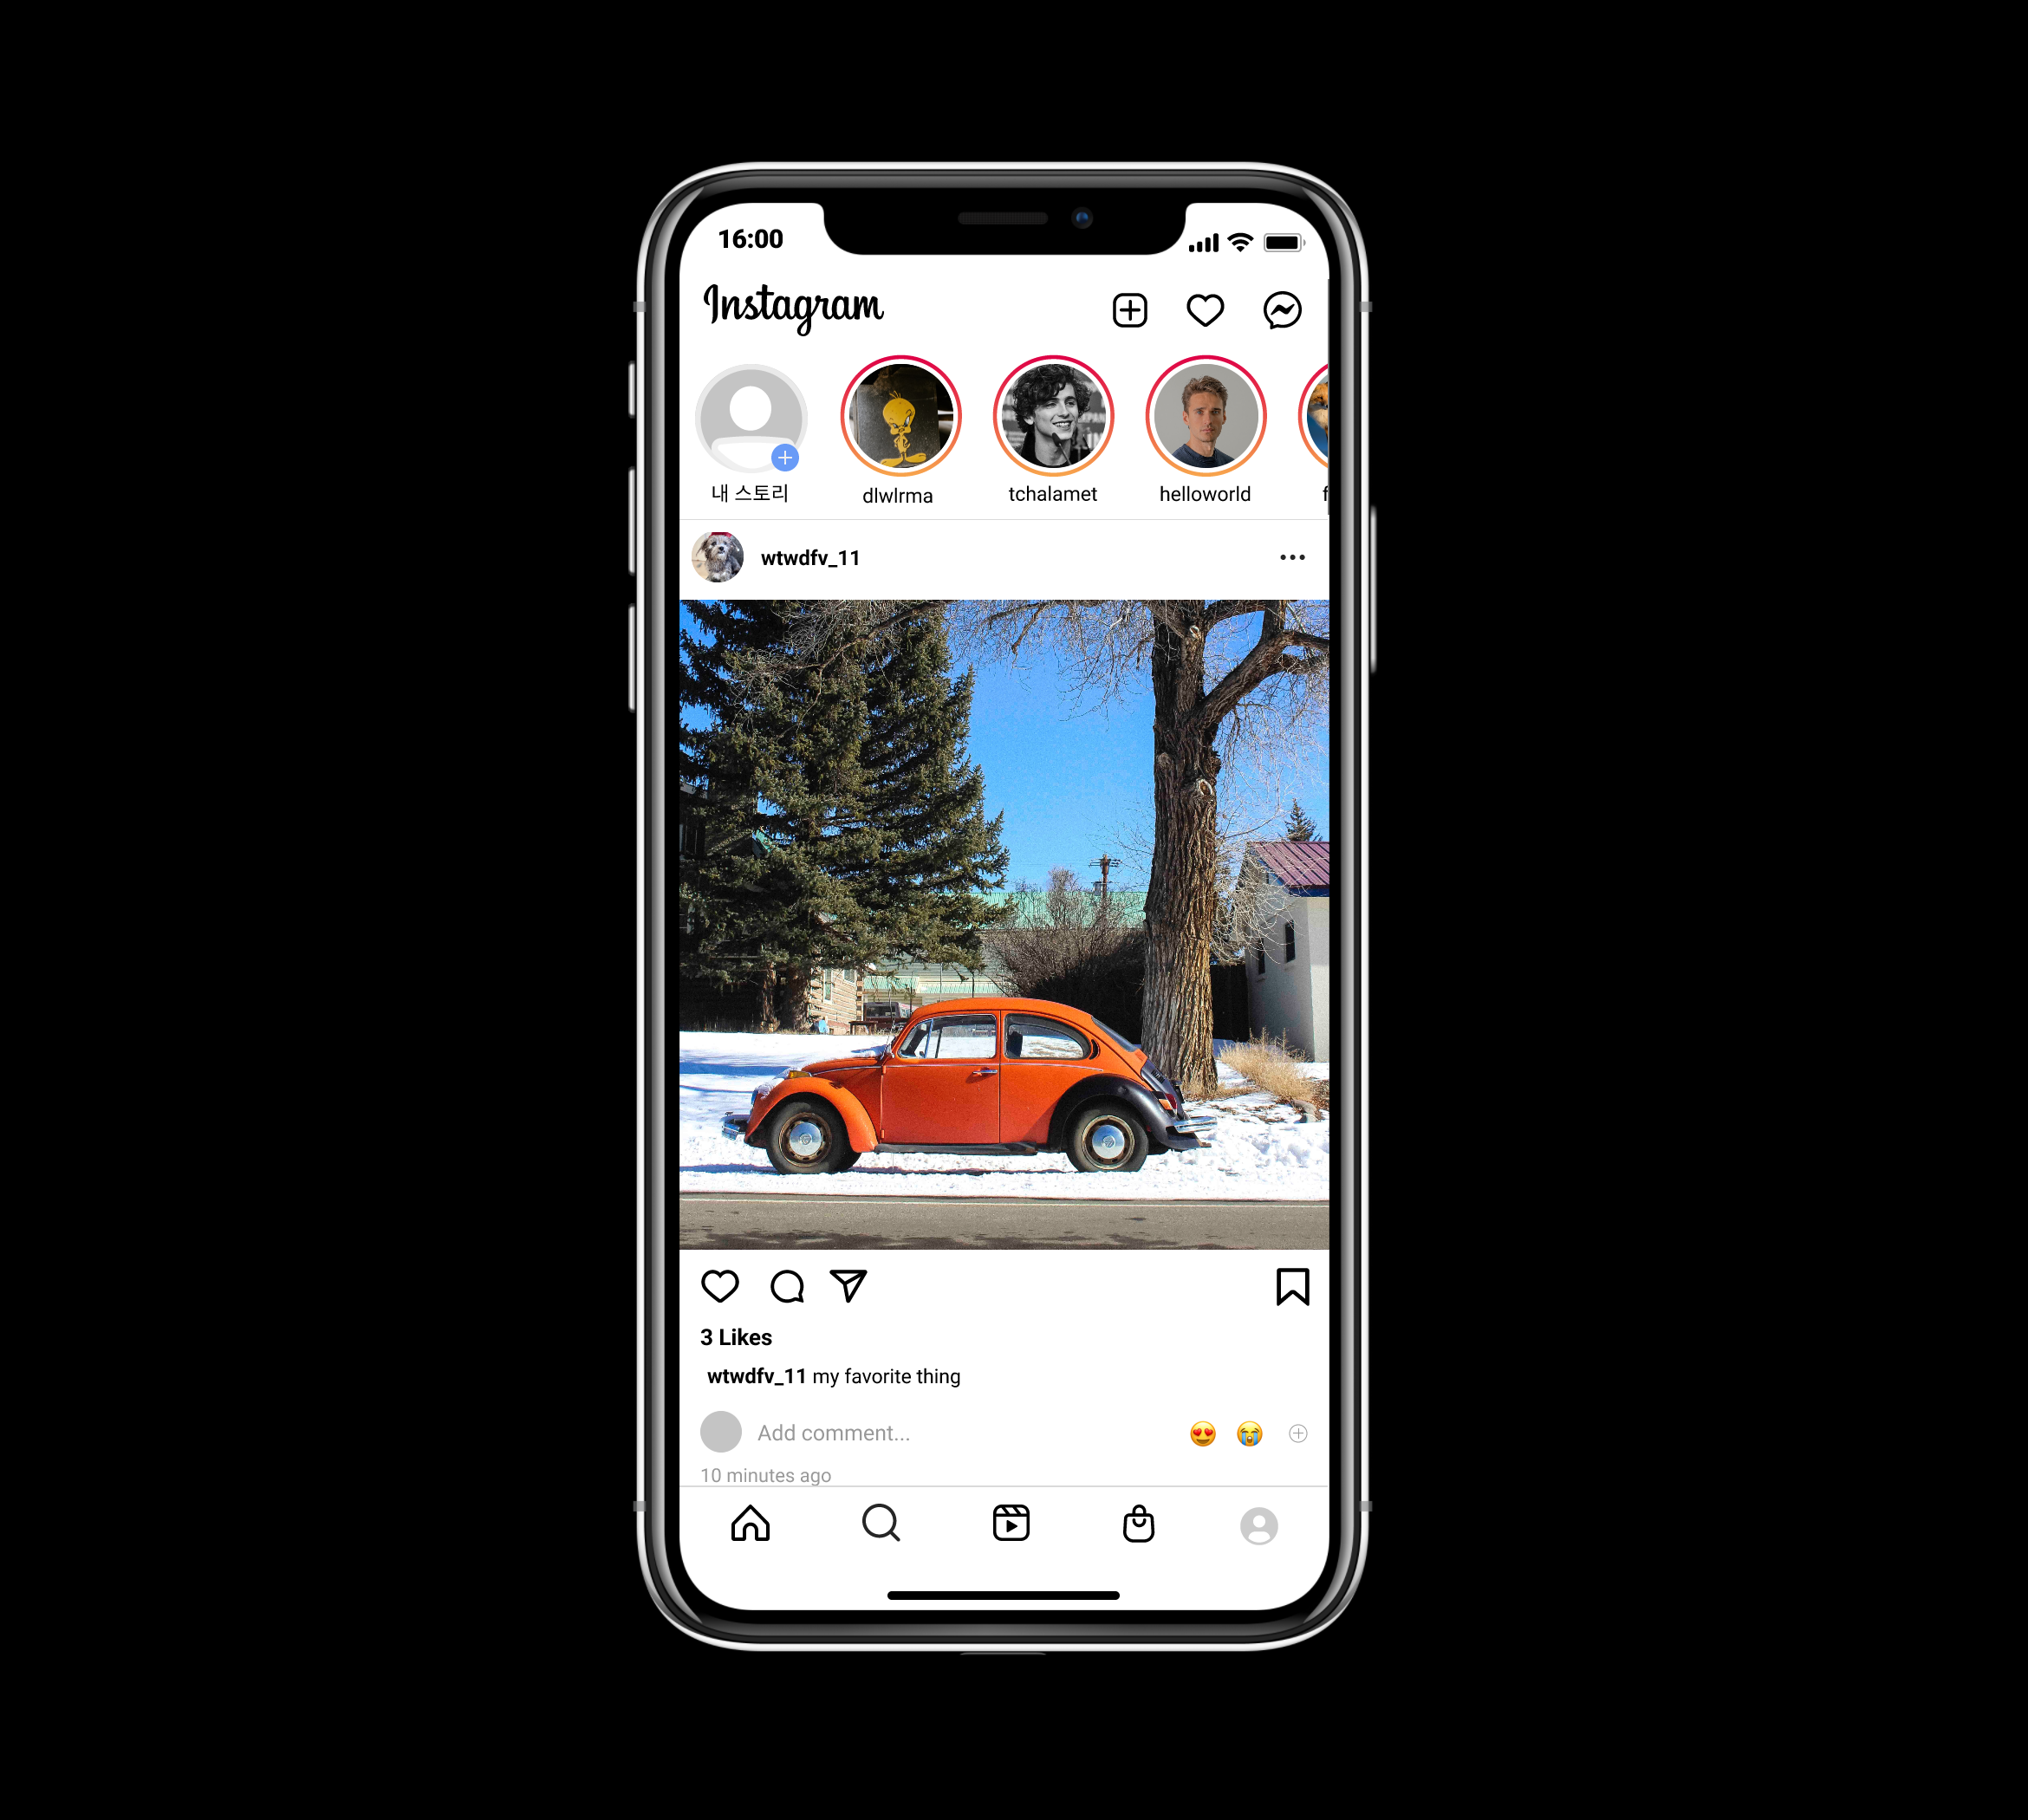 16:00
Instagram
내 스토리
dlwlrma
tchalamet
helloworld
f
wtwdfv_11
3 Likes
wtwdfv_11 my favorite thing
Add comment...
10 minutes ago